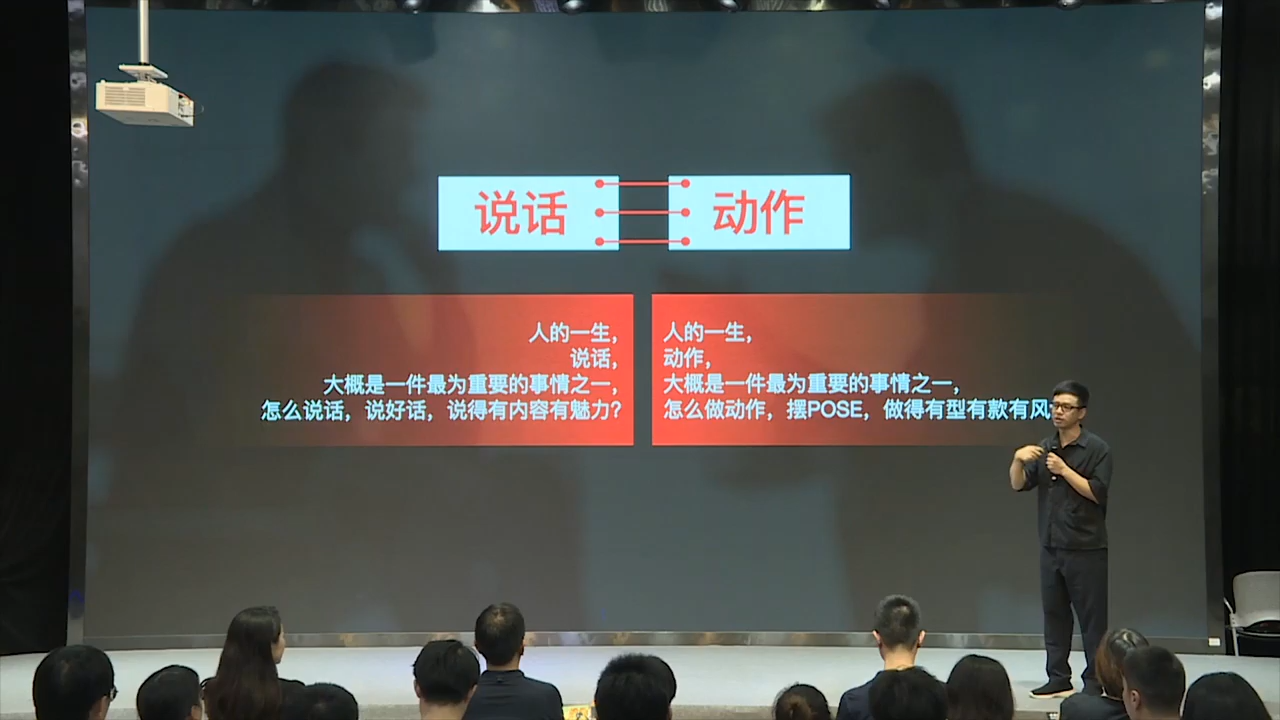 说话
动作
人的一生，
说话，
大概是一件最为重要的事情之一，
怎么说话，说好话，说得有内容有魅力？
人的一生，
动作，
大概是一件最为重要的事情之一，
怎么做动作，摆POSE，做得有型有款有风